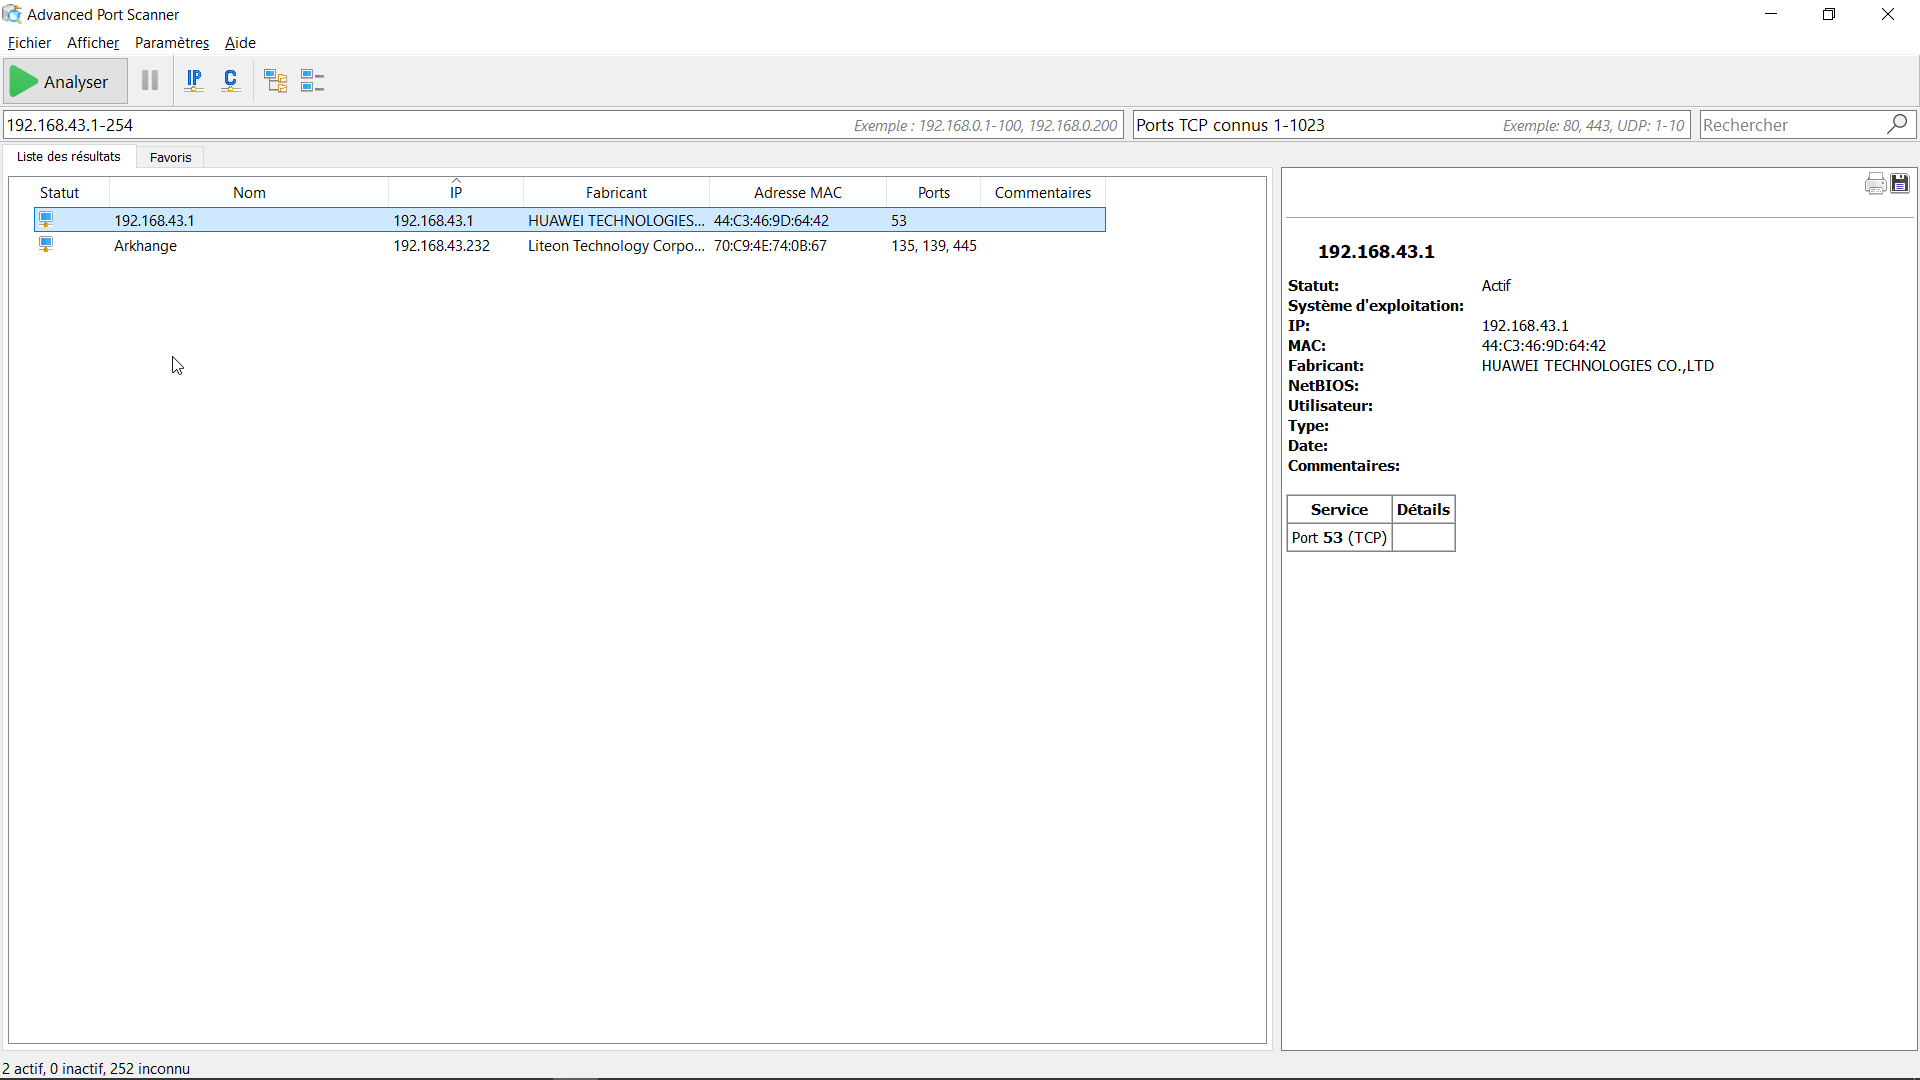 Advanced Port Scanner
Fichier Afficher Paramètres Aide
Analyser IP C
192.168.43.1-254 Exemple : 192.168.0.1-100, 192.168.0.200 Ports TCP connus 1-1023 Exemple: 80, 443, UDP: 1-10 Rechercher
Liste des résultats Favoris
Statut Nom IP Fabricant Adresse MAC Ports Commentaires
192.168.43.1 192.168.43.1 HUAWEI TECHNOLOGIES... 44:C3:46:9D:64:42 53
Arkhange 192.168.43.232 Liteon Technology Corpo... 70:C9:4E:74:0B:67 135, 139, 445
192.168.43.1
Statut: Actif
Système d'exploitation:
IP: 192.168.43.1
MAC: 44:C3:46:9D:64:42
Fabricant: HUAWEI TECHNOLOGIES CO.,LTD
NetBIOS:
Utilisateur:
Type:
Date:
Commentaires:
Service Détails
Port 53 (TCP)
2 actif, 0 inactif, 252 inconnu